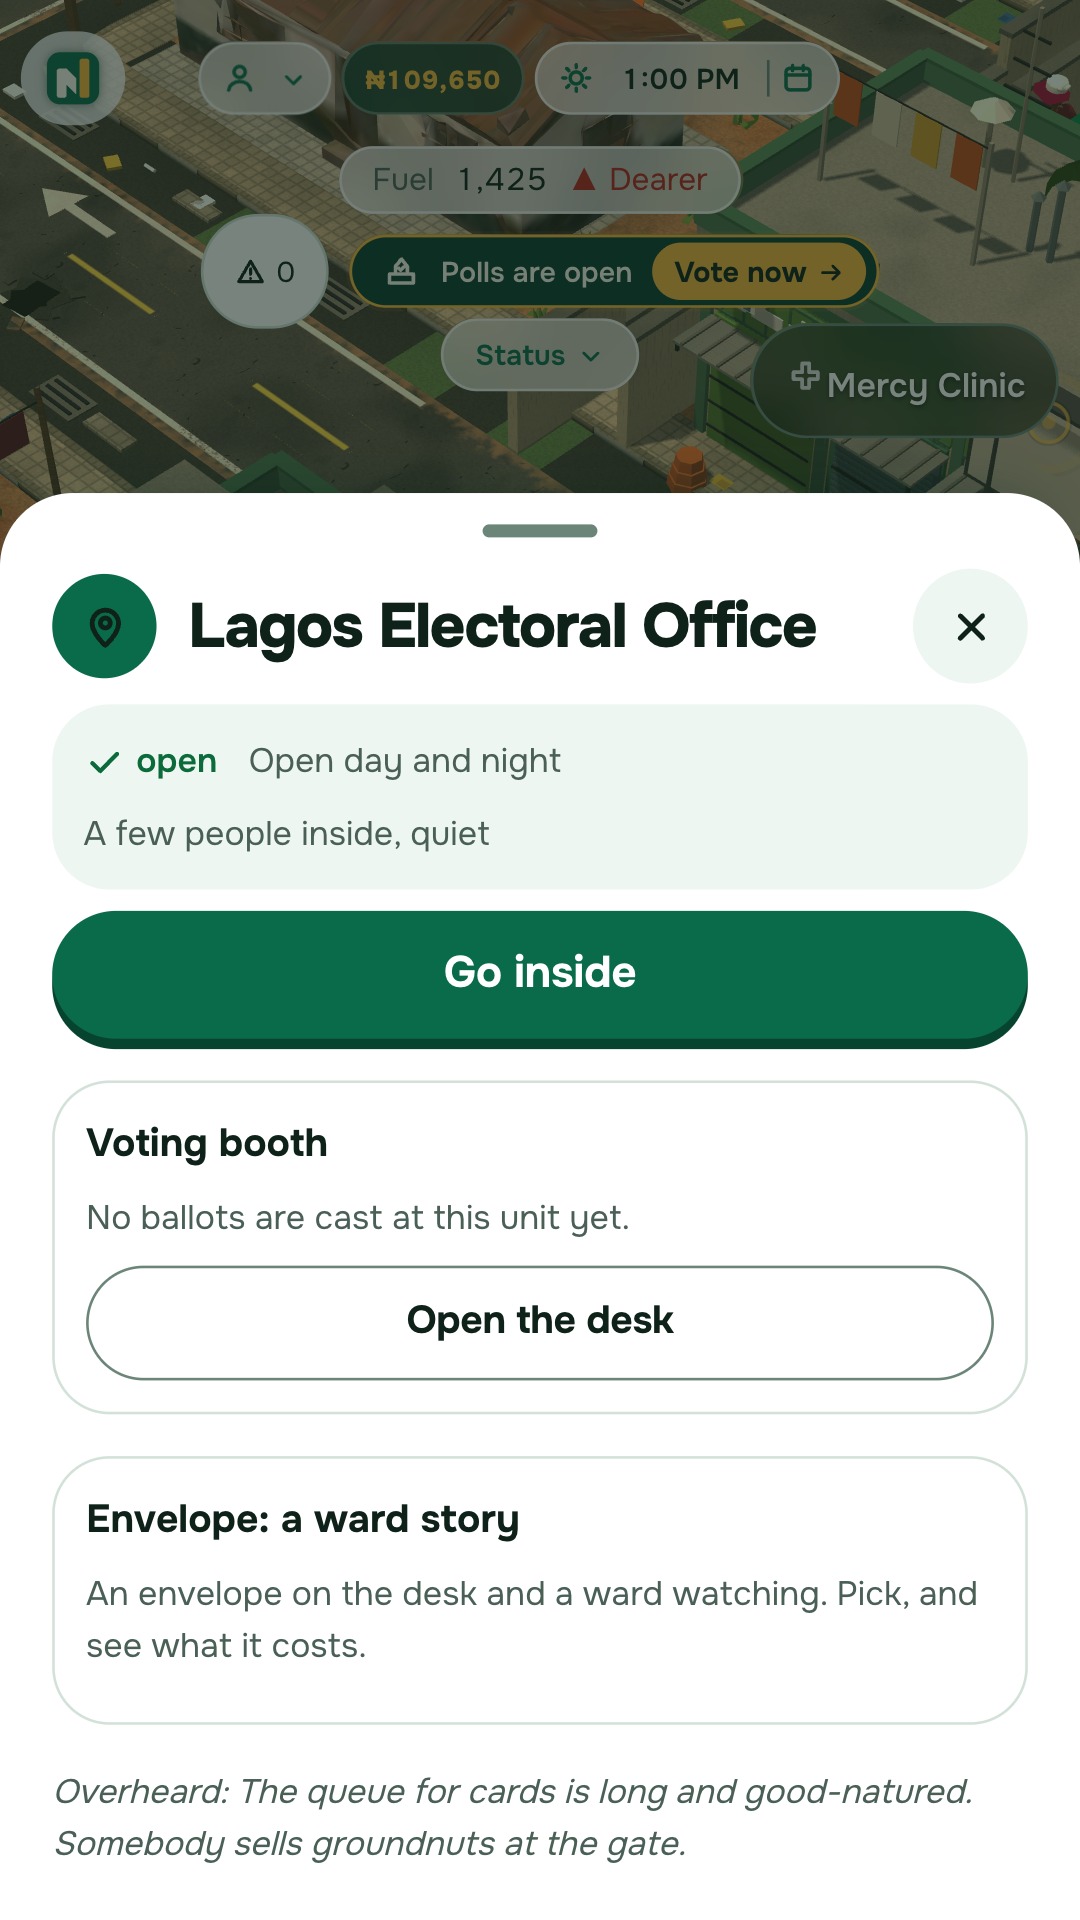 ₦109,650
1:00 PM
Fuel 1,425 ▲ Dearer
0
Polls are open
Vote now →
Status
Mercy Clinic
Lagos Electoral Office
open Open day and night
A few people inside, quiet
Go inside
Voting booth
No ballots are cast at this unit yet.
Open the desk
Envelope: a ward story
An envelope on the desk and a ward watching. Pick, and
see what it costs.
Overheard: The queue for cards is long and good-natured.
Somebody sells groundnuts at the gate.